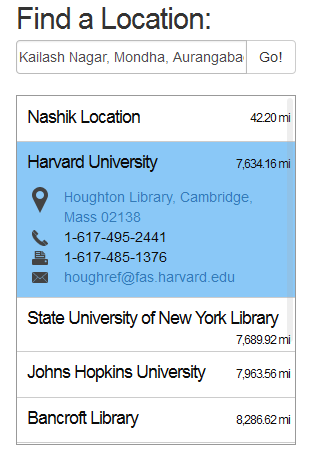 Find a Location:
Kailash Nagar, Mondha, Aurangaba
Go!
Nashik Location 42.20 mi
Harvard University 7,634.16 mi
Houghton Library, Cambridge,
Mass 02138
1-617-495-2441
1-617-485-1376
houghref@fas.harvard.edu
State University of New York Library
7,689.92 mi
Johns Hopkins University 7,963.56 mi
Bancroft Library 8,286.62 mi